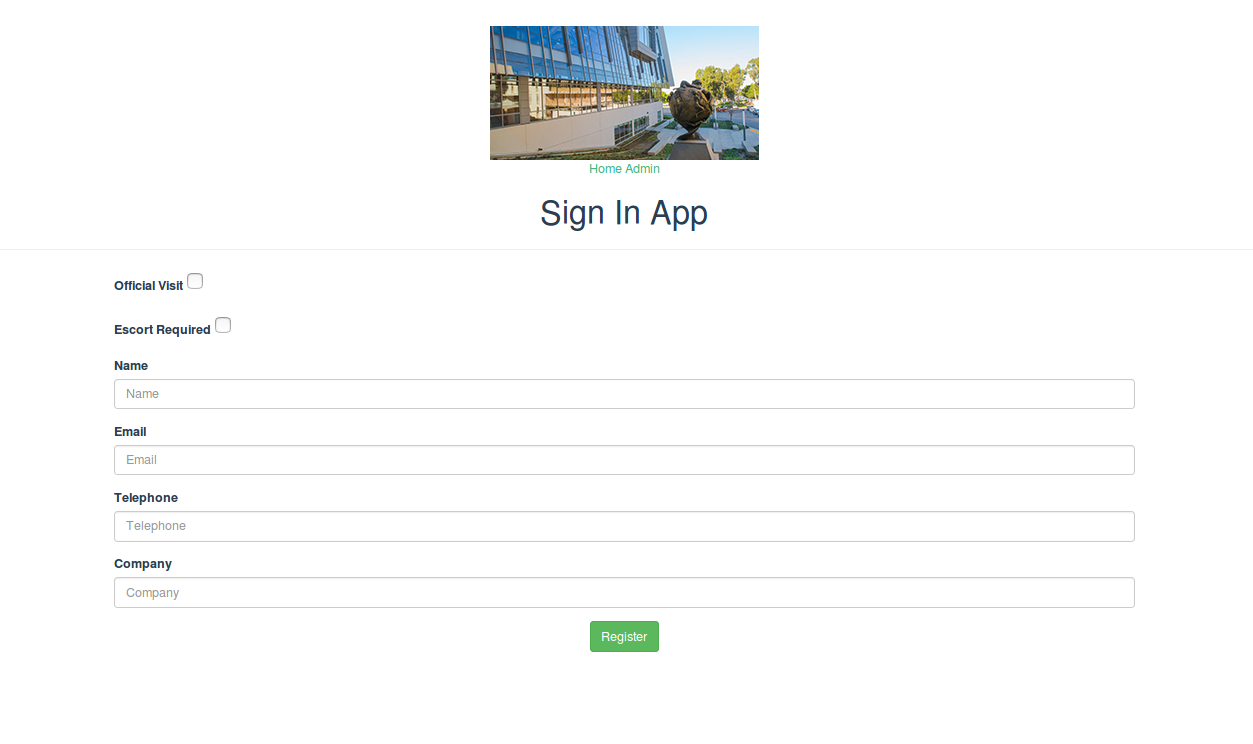 Home Admin
Sign In App
Official Visit
Escort Required
Name
Name
Email
Email
Telephone
Telephone
Company
Company
Register